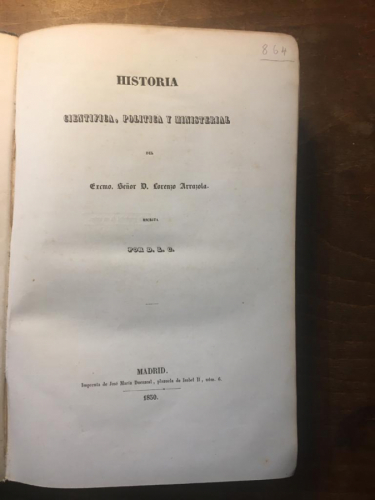 864
HISTORIA
CIENTIFICA, POLITICA Y MINISTERIAL
DEL
Excmo. Señor D. Lorenzo Arrazola.
ESCRITA
POR D. L. C.
MADRID.
Imprenta de José María Ducazcal, plazuela de Isabel II, núm. 6.
1850.